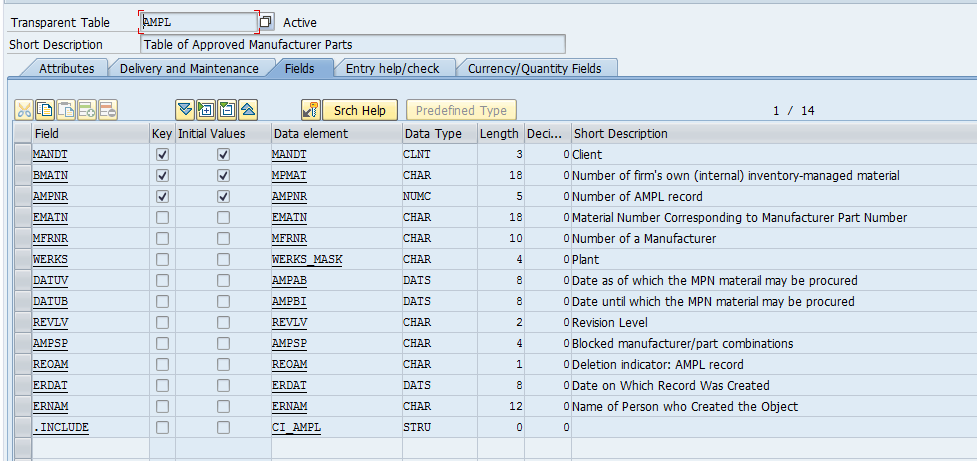 Transparent Table AMPL Active
Short Description Table of Approved Manufacturer Parts
Attributes Delivery and Maintenance Fields Entry help/check Currency/Quantity Fields
Srch Help Predefined Type 1 / 14
Field Key Initial Values Data element Data Type Length Deci... Short Description
MANDT MANDT CLNT 3 0 Client
BMATN MPMAT CHAR 18 0 Number of firm's own (internal) inventory-managed material
AMPNR AMPNR NUMC 5 0 Number of AMPL record
EMATN EMATN CHAR 18 0 Material Number Corresponding to Manufacturer Part Number
MFRNR MFRNR CHAR 10 0 Number of a Manufacturer
WERKS WERKS_MASK CHAR 4 0 Plant
DATUV AMPAB DATS 8 0 Date as of which the MPN materail may be procured
DATUB AMPBI DATS 8 0 Date until which the MPN material may be procured
REVLV REVLV CHAR 2 0 Revision Level
AMPSP AMPSP CHAR 4 0 Blocked manufacturer/part combinations
REOAM REOAM CHAR 1 0 Deletion indicator: AMPL record
ERDAT ERDAT DATS 8 0 Date on Which Record Was Created
ERNAM ERNAM CHAR 12 0 Name of Person who Created the Object
.INCLUDE CI_AMPL STRU 0 0